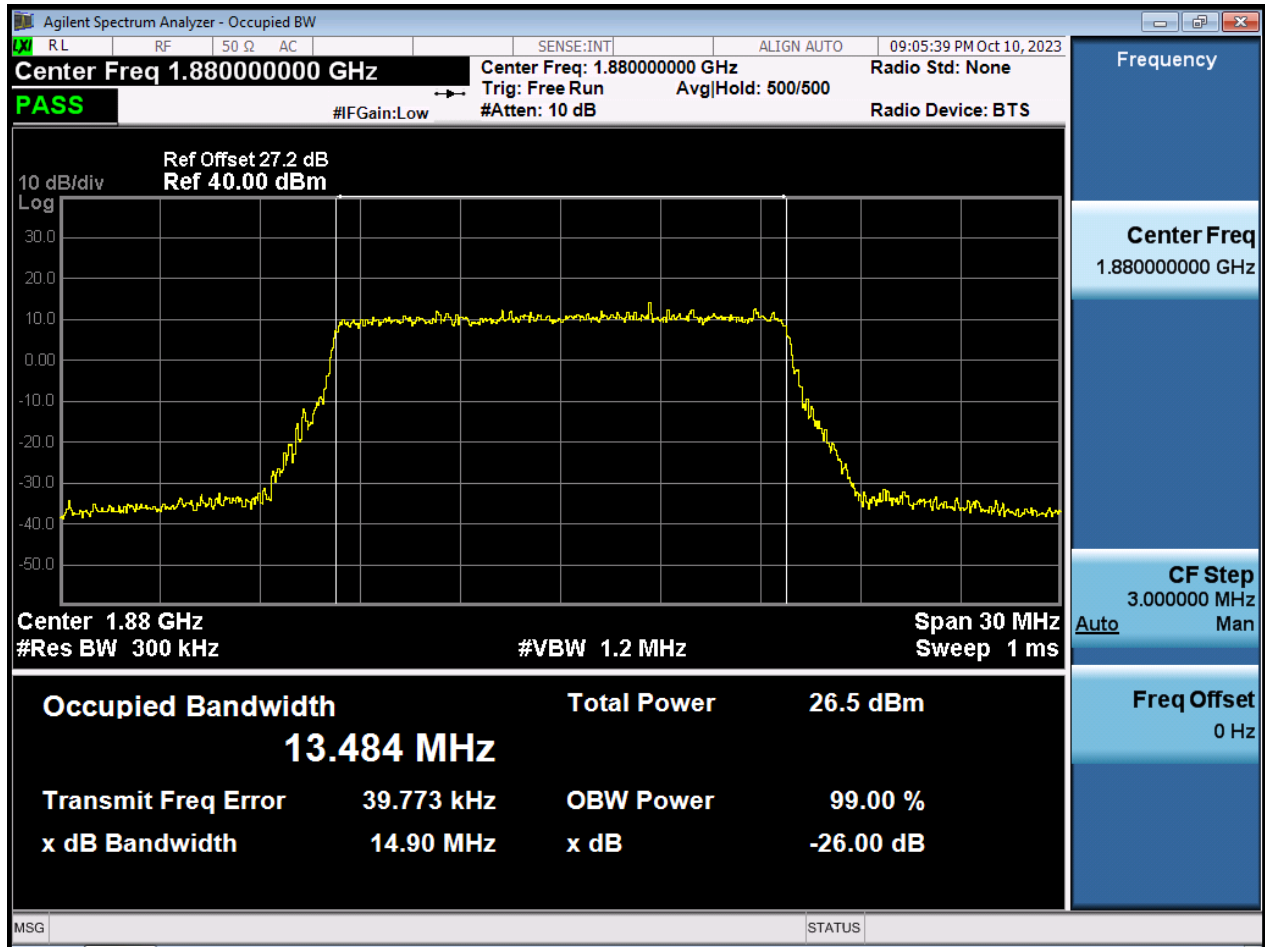 Agilent Spectrum Analyzer - Occupied BW
LXI RL RF 50 Ω AC SENSE:INT ALIGN AUTO 09:05:39 PM Oct 10, 2023
Center Freq 1.880000000 GHz
Center Freq: 1.880000000 GHz Radio Std: None
Trig: Free Run Avg|Hold: 500/500
PASS
#IFGain:Low #Atten: 10 dB Radio Device: BTS
Ref Offset 27.2 dB
10 dB/div Ref 40.00 dBm
Log
30.0
20.0
10.0
0.00
-10.0
-20.0
-30.0
-40.0
-50.0
Center 1.88 GHz Span 30 MHz
#Res BW 300 kHz #VBW 1.2 MHz Sweep 1 ms
Occupied Bandwidth Total Power 26.5 dBm
13.484 MHz
Transmit Freq Error 39.773 kHz OBW Power 99.00 %
x dB Bandwidth 14.90 MHz x dB -26.00 dB
MSG STATUS
Frequency
Center Freq
1.880000000 GHz
CF Step
3.000000 MHz
Auto Man
Freq Offset
0 Hz